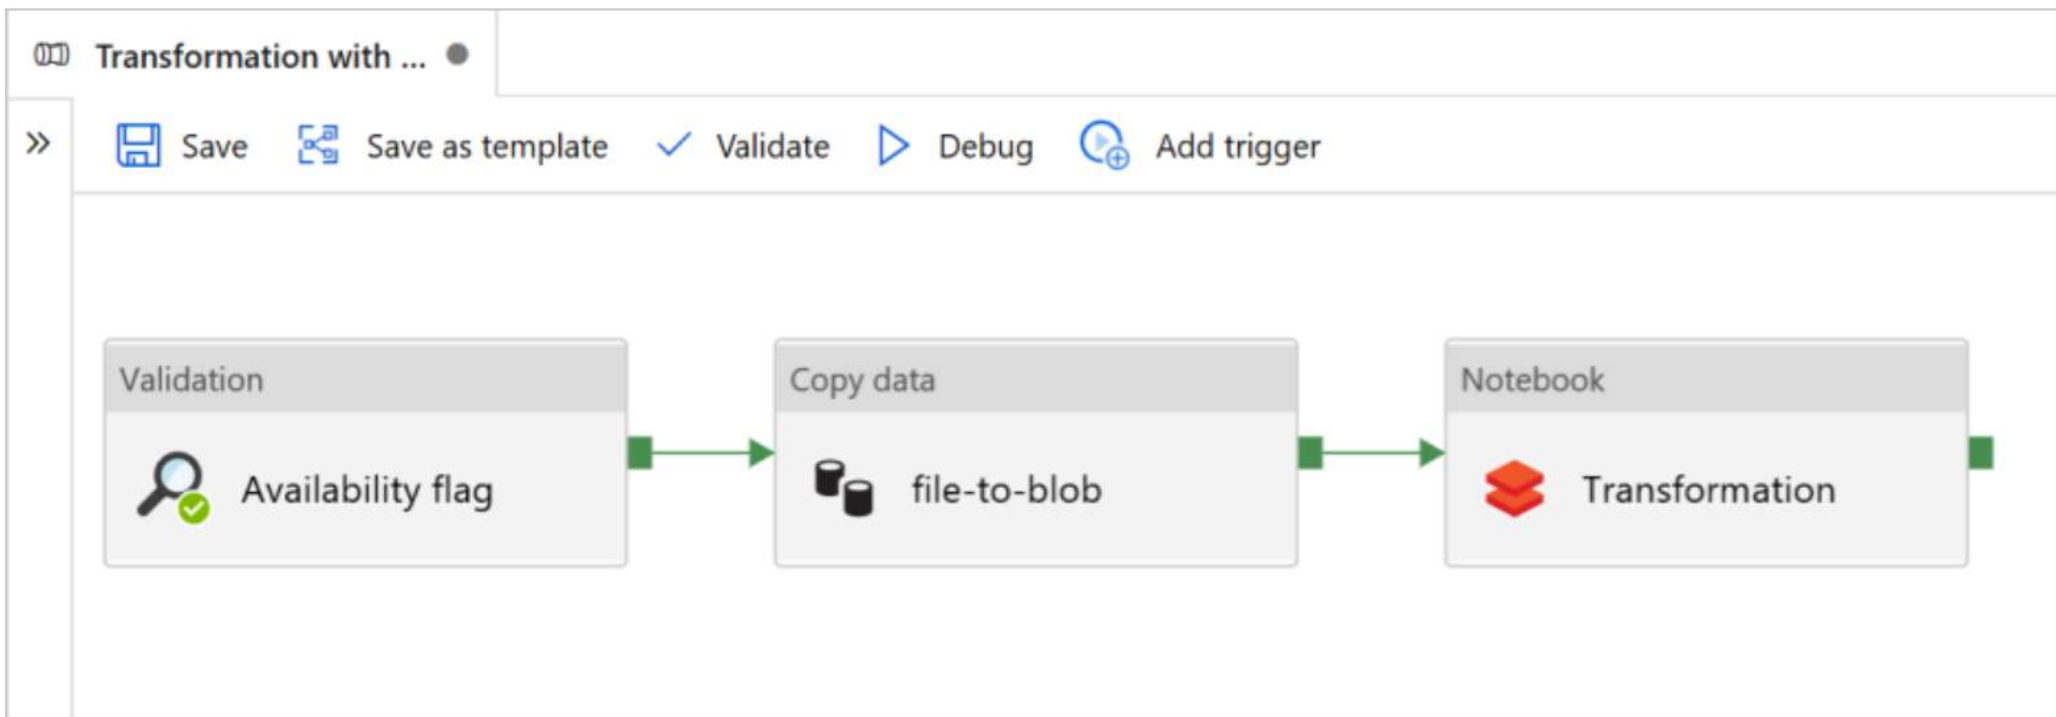 Transformation with ...
Save Save as template Validate Debug Add trigger
Validation
Availability flag
Copy data
file-to-blob
Notebook
Transformation